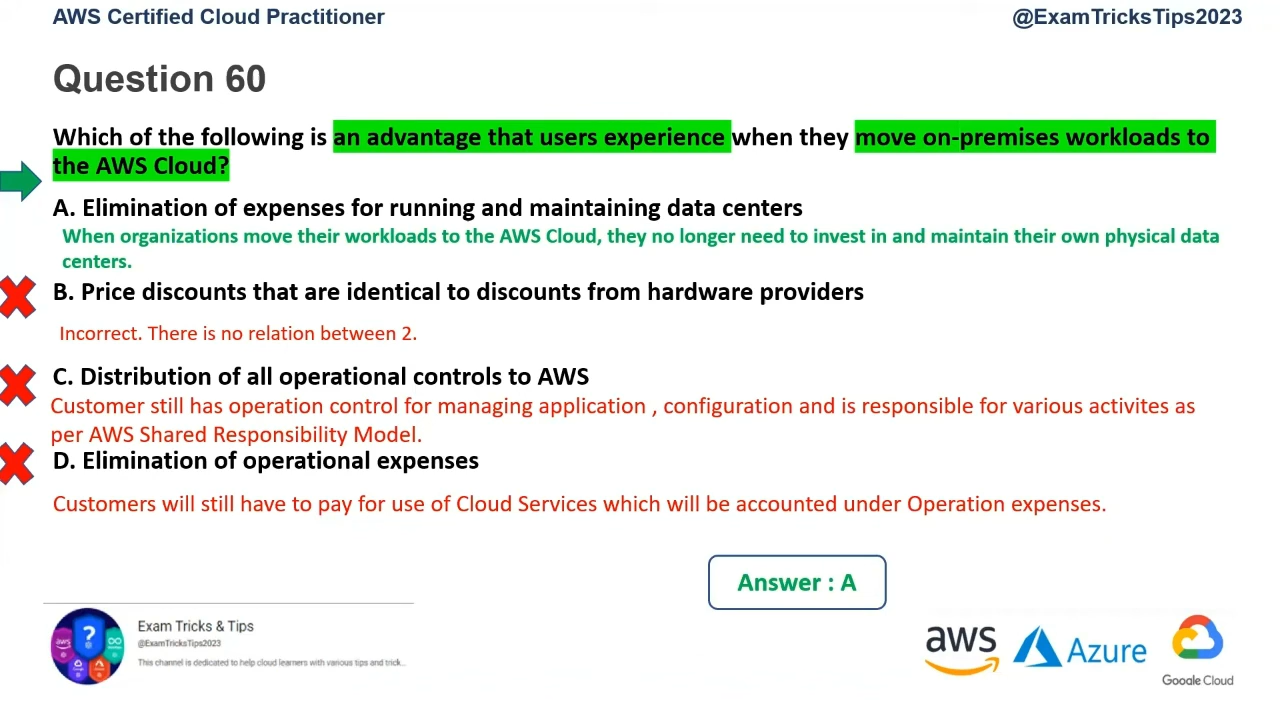 AWS Certified Cloud Practitioner
@ExamTricksTips2023
Question 60
Which of the following is an advantage that users experience when they move on-premises workloads to
the AWS Cloud?
A. Elimination of expenses for running and maintaining data centers
When organizations move their workloads to the AWS Cloud, they no longer need to invest in and maintain their own physical data
centers.
B. Price discounts that are identical to discounts from hardware providers
Incorrect. There is no relation between 2.
C. Distribution of all operational controls to AWS
Customer still has operation control for managing application , configuration and is responsible for various activites as
per AWS Shared Responsibility Model.
D. Elimination of operational expenses
Customers will still have to pay for use of Cloud Services which will be accounted under Operation expenses.
Answer : A
Exam Tricks & Tips
@ExamTricksTips2023
This channel is dedicated to help cloud learners with various tips and trick...
aws
?
aws
Azure
Google Cloud